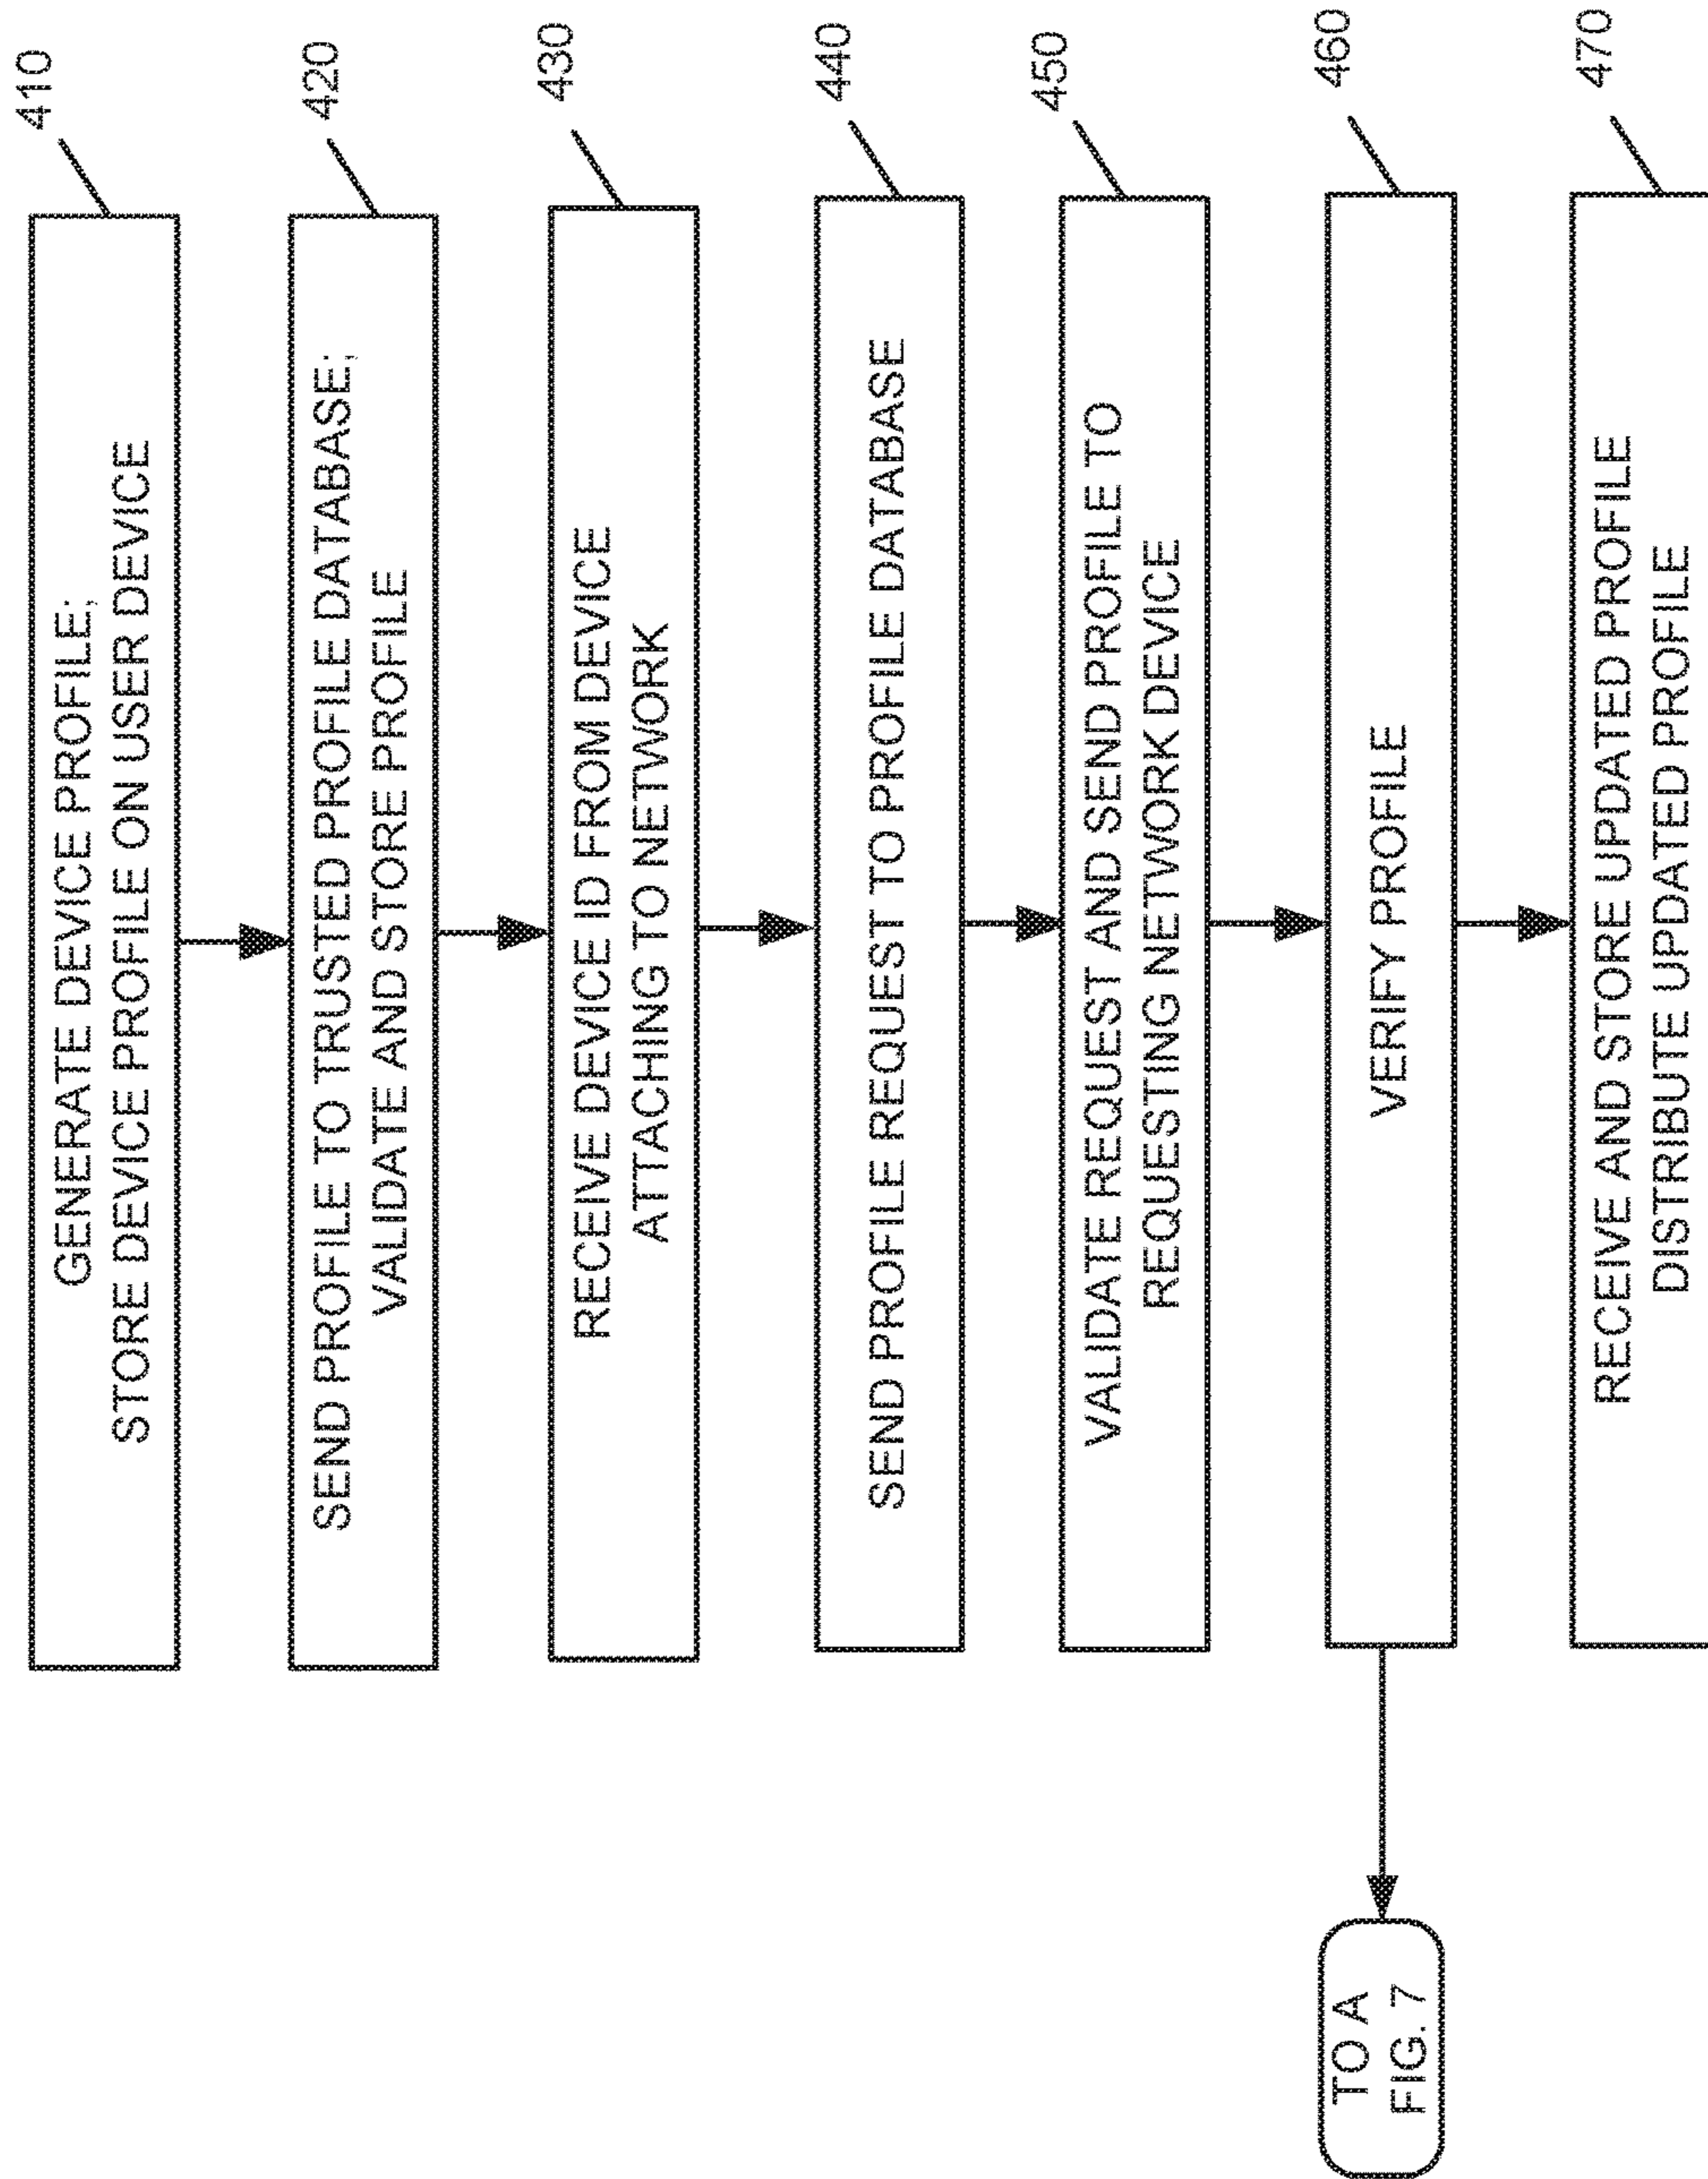 410
GENERATE DEVICE PROFILE;
STORE DEVICE PROFILE ON USER DEVICE
420
SEND PROFILE TO TRUSTED PROFILE DATABASE;
VALIDATE AND STORE PROFILE
430
RECEIVE DEVICE ID FROM DEVICE
ATTACHING TO NETWORK
440
SEND PROFILE REQUEST TO PROFILE DATABASE
450
VALIDATE REQUEST AND SEND PROFILE TO
REQUESTING NETWORK DEVICE
460
VERIFY PROFILE
TO A
FIG. 7
470
RECEIVE AND STORE UPDATED PROFILE
DISTRIBUTE UPDATED PROFILE